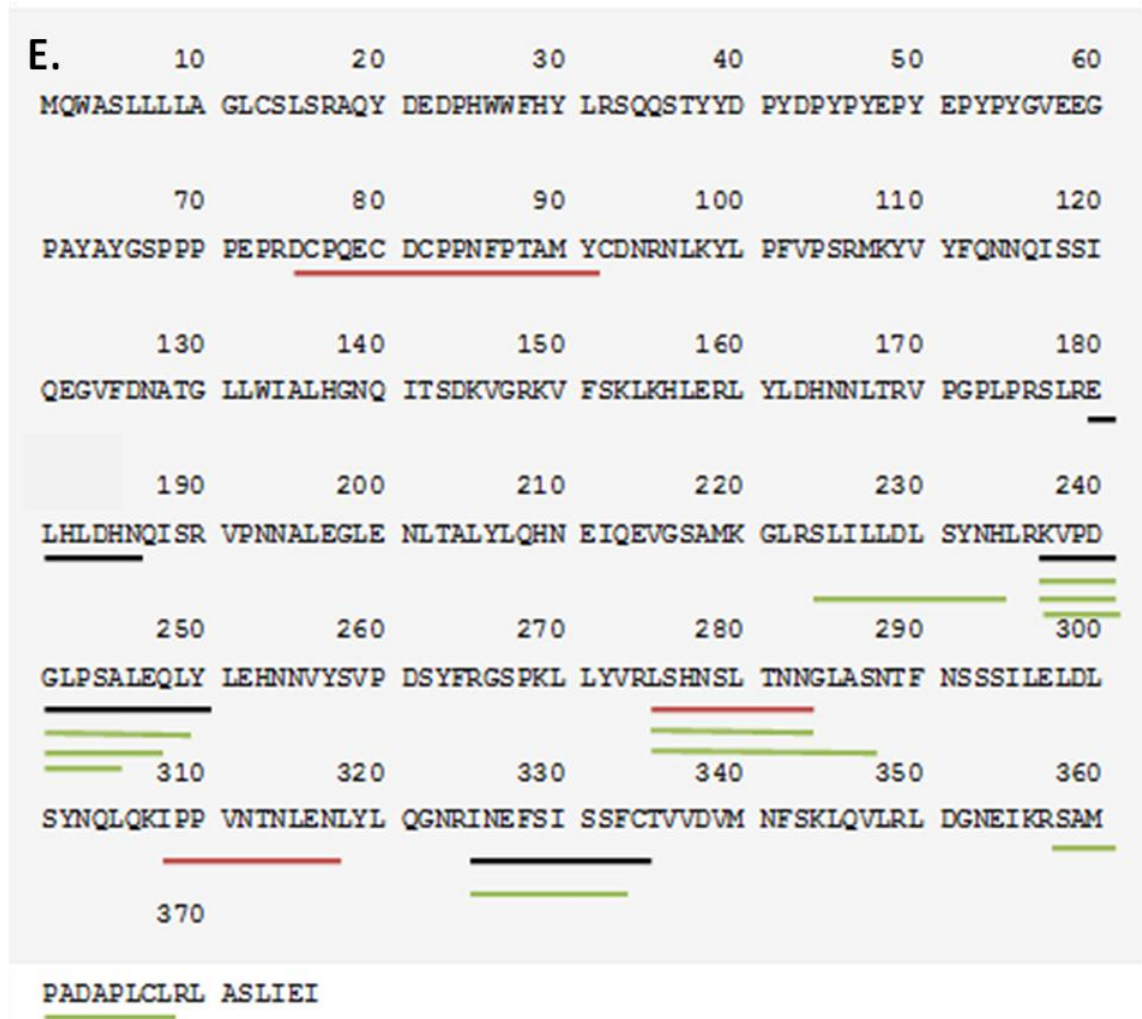 E. 10 20 30 40 50 60
MQWASLLLLA GLCSLSRAQY DEDPHWWFHY LRSQQSTYYD PYDPYPYEPY EPYPYGVEEG
70 80 90 100 110 120
PAYAYGSPPP PEPRDCPQEC DCPPNFPTAM YCDNRNLKYL PFVPSRMKYV YFQNNQISSI
130 140 150 160 170 180
QEGVFDNATG LLWIALHGNQ ITSDKVGRKV FSKLKHLERL YLDHNNLTRV PGPLPRSLRE
190 200 210 220 230 240
LHLDHNQISR VPNNALEGLE NLTALYLQHN EIQEVGSAMK GLRSLILLDL SYNHLRKVPD
250 260 270 280 290 300
GLPSALEQLY LEHNNVYSVP DSYFRGSPKL LYVRLSHNSL TNNGLASNTF NSSSILELDL
310 320 330 340 350 360
SYNQLQKIPP VNTNLENLYL QGNRINEFSI SSFCTVVDVM NFSKLQVLRL DGNEIKRSAM
370
PADAPLCLRL ASLIEI